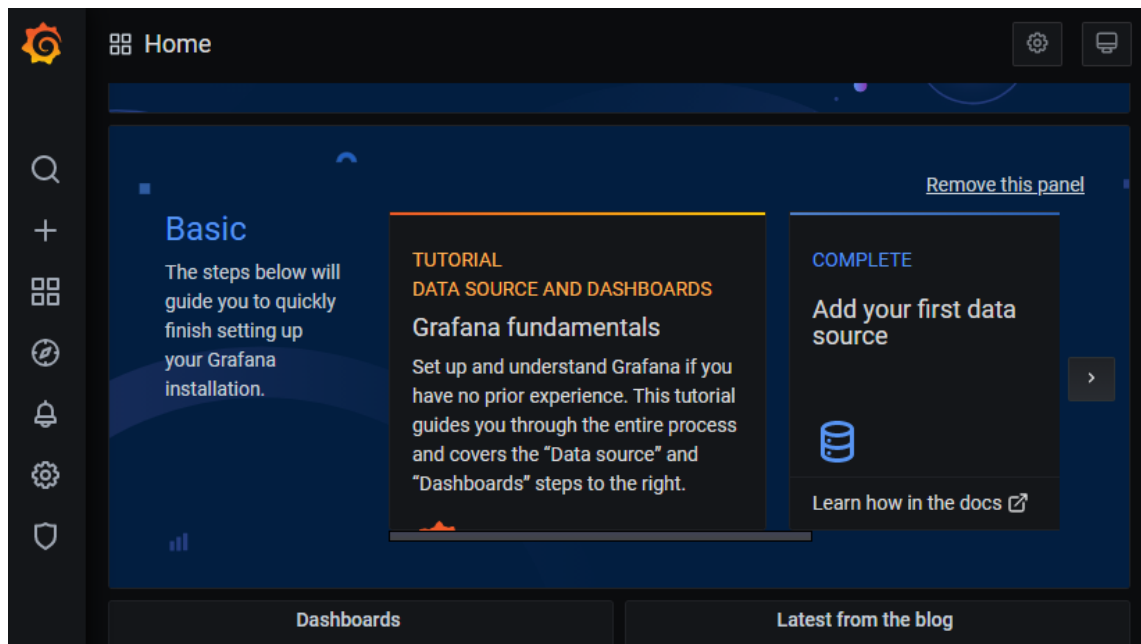 Home
Remove this panel
Basic
The steps below will
guide you to quickly
finish setting up
your Grafana
installation.
TUTORIAL
DATA SOURCE AND DASHBOARDS
Grafana fundamentals
Set up and understand Grafana if you
have no prior experience. This tutorial
guides you through the entire process
and covers the “Data source” and
“Dashboards” steps to the right.
COMPLETE
Add your first data
source
Learn how in the docs
Dashboards
Latest from the blog